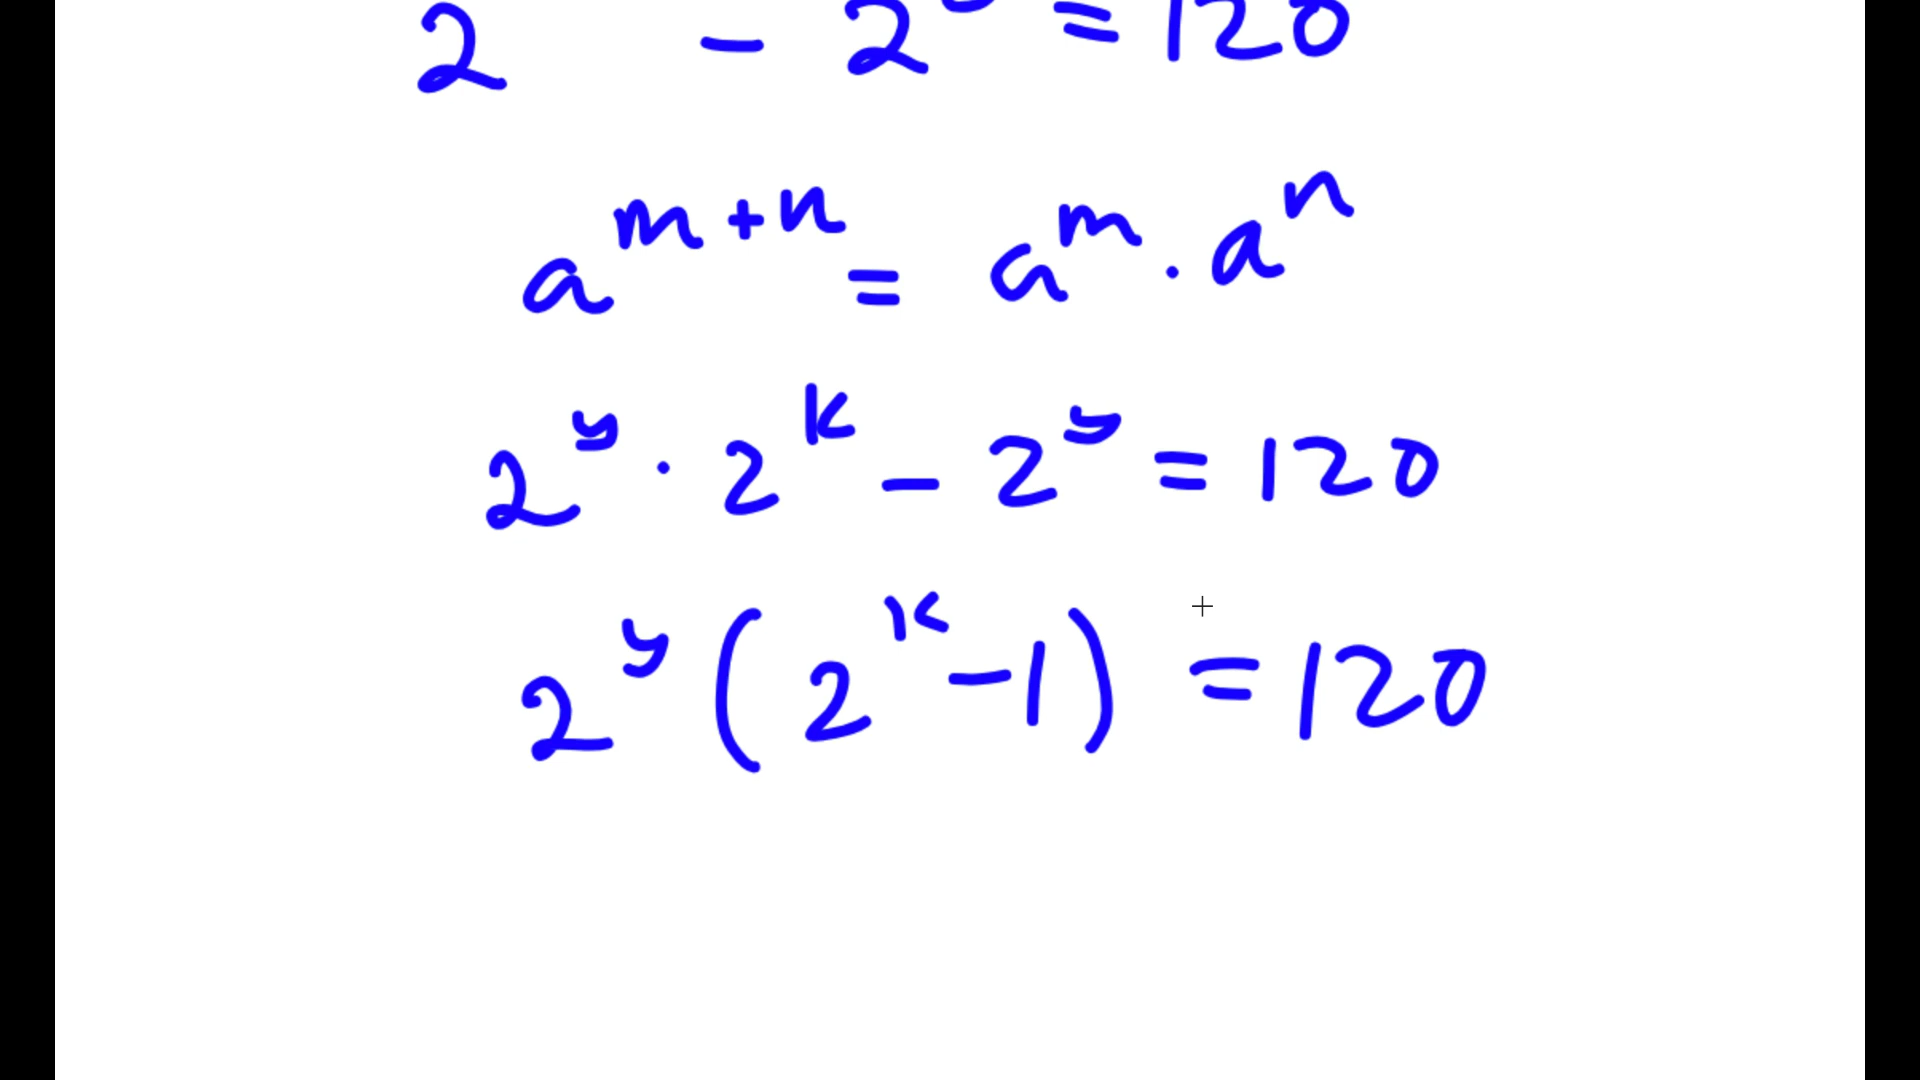 2 - 2 = 120
a^{m+n} = a^m · a^n
2^y · 2^k - 2^y = 120
2^y (2^k - 1) = 120